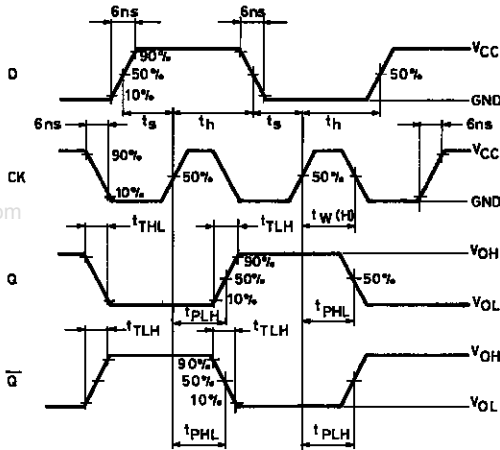 6ns 6ns
90% VCC
D 50% 50%
10% GND
ts th ts th 6ns
6ns
90% VCC
CK 50% 50%
10% GND
om
tTHL tTLH tW(H)
90% VOH
Q 50% 50%
10% VOL
tPLH tPHL
tTLH tTLH
90% VOH
Q̅ 50%
10% VOL
tPHL tPLH